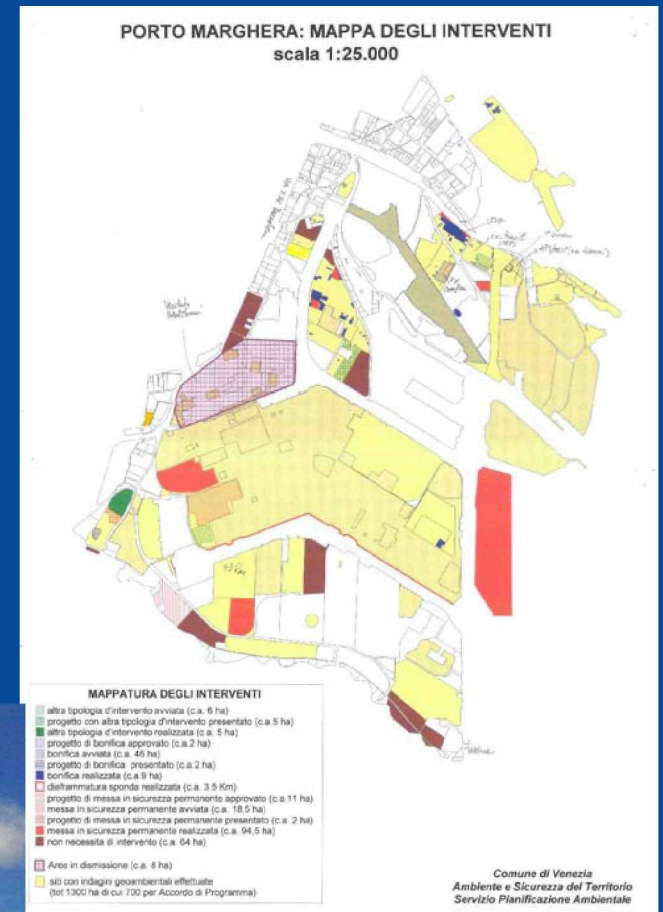 PORTO MARGHERA: MAPPA DEGLI INTERVENTI
scala 1:25.000
MAPPATURA DEGLI INTERVENTI
altra tipologia d'intervento avviata (c.a. 6 ha)
progetto con altra tipologia d'intervento presentato (c.a.5 ha)
altra tipologia d'intervento realizzata (c.a. 5 ha)
progetto di bonifica approvato (c.a.2 ha)
bonifica avviata (c.a. 46 ha)
progetto di bonifica presentato (c.a.2 ha)
bonifica realizzata (c.a.9 ha)
diaframmatura sponda realizzata (c.a. 3.5 Km)
progetto di messa in sicurezza permanente approvato (c.a.11 ha)
messa in sicurezza permanente avviata (c.a. 18,5 ha)
progetto di messa in sicurezza permanente presentato (c.a. 2 ha)
messa in sicurezza permanente realizzata (c.a. 94,5 ha)
non necessita di intervento (c.a. 64 ha)
Aree in dismissione (c.a. 8 ha)
siti con indagini geoambientali effettuate
(tot 1300 ha di cui 700 per Accordo di Programma)
Comune di Venezia
Ambiente e Sicurezza del Territorio
Servizio Pianificazione Ambientale